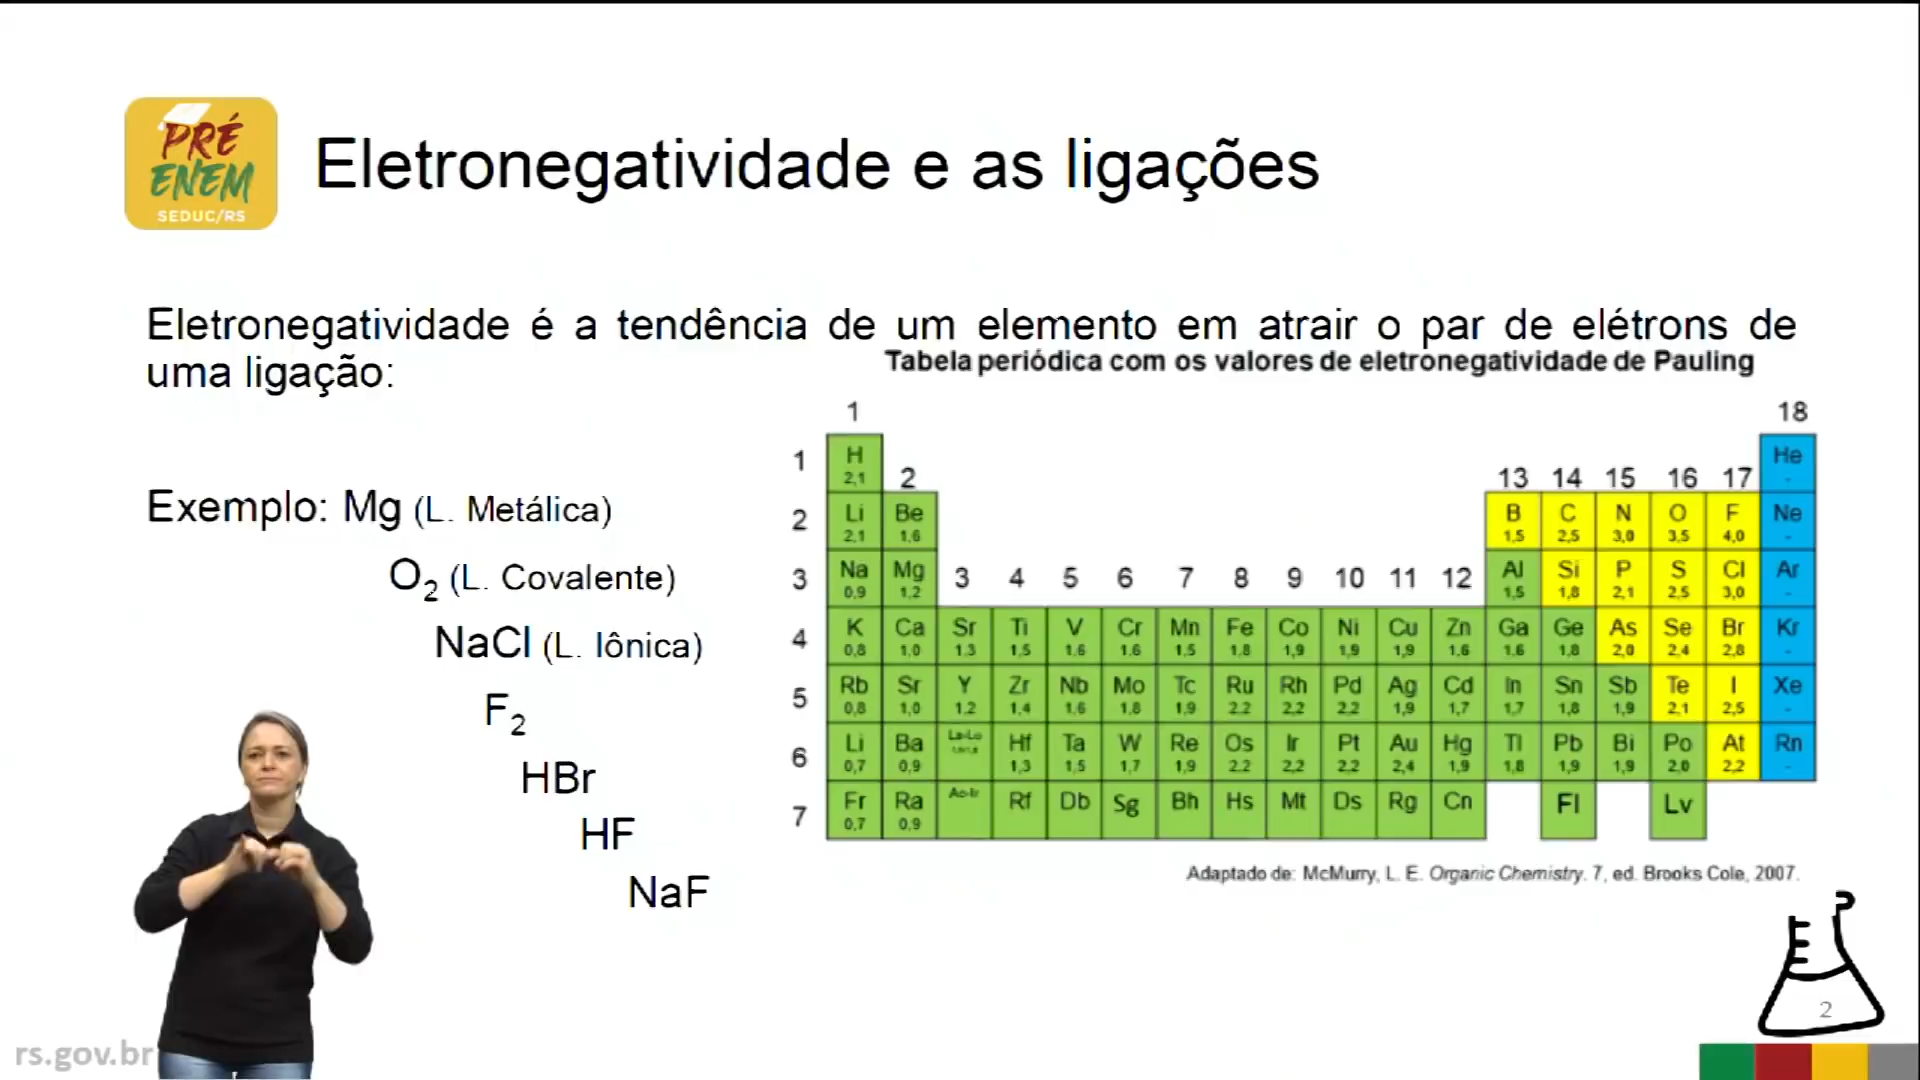 PRÉ
ENEM
SEDUC/RS
Eletronegatividade e as ligações
Eletronegatividade é a tendência de um elemento em atrair o par de elétrons de
uma ligação:
Tabela periódica com os valores de eletronegatividade de Pauling
Exemplo: Mg (L. Metálica)
O₂ (L. Covalente)
NaCl (L. Iônica)
F₂
HBr
HF
NaF
1 18
1 H He
2,1 -
2 13 14 15 16 17
2 Li Be B C N O F Ne
2,1 1,6 1,5 2,5 3,0 3,5 4,0 -
3 Na Mg 3 4 5 6 7 8 9 10 11 12 Al Si P S Cl Ar
0,9 1,2 1,5 1,8 2,1 2,5 3,0 -
4 K Ca Sr Ti V Cr Mn Fe Co Ni Cu Zn Ga Ge As Se Br Kr
0,8 1,0 1.3 1,5 1.6 1.6 1,5 1,8 1,9 1,9 1,9 1.6 1.6 1,8 2,0 2.4 2,8 -
5 Rb Sr Y Zr Nb Mo Tc Ru Rh Pd Ag Cd In Sn Sb Te I Xe
0,8 1,0 1.2 1,4 1,6 1,8 1,9 2.2 2,2 2,2 1,9 1,7 1.7 1,8 1,9 2,1 2,5 -
6 Li Ba Hf Ta W Re Os Ir Pt Au Hg Tl Pb Bi Po At Rn
0,7 0,9 1,3 1.5 1,7 1,9 2.2 2,2 2,2 2,4 1,9 1,8 1,9 1,9 2,0 2,2 -
7 Fr Ra Rf Db Sg Bh Hs Mt Ds Rg Cn Fl Lv
0,7 0,9
Adaptado de: McMurry, L. E. Organic Chemistry. 7, ed. Brooks Cole, 2007.
2
rs.gov.br